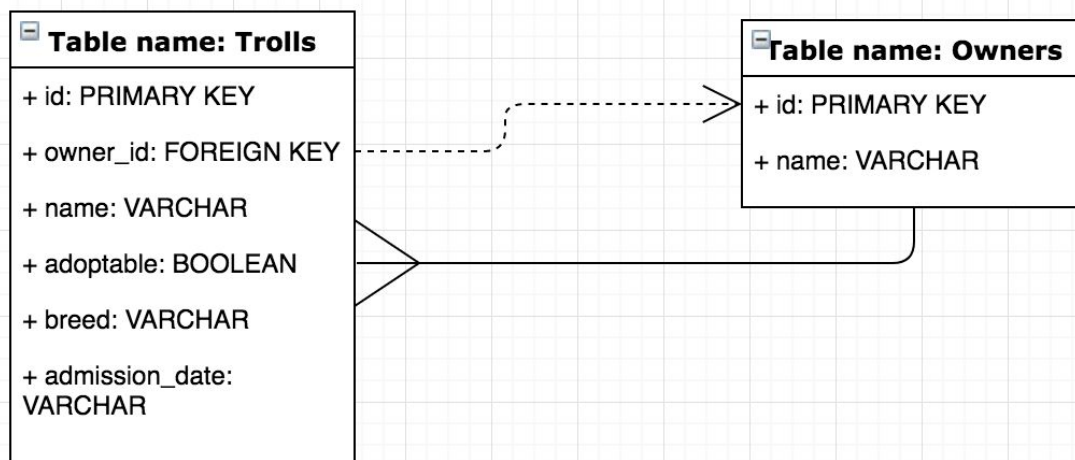 Table name: Trolls
+ id: PRIMARY KEY
+ owner_id: FOREIGN KEY
+ name: VARCHAR
+ adoptable: BOOLEAN
+ breed: VARCHAR
+ admission_date:
VARCHAR
Table name: Owners
+ id: PRIMARY KEY
+ name: VARCHAR